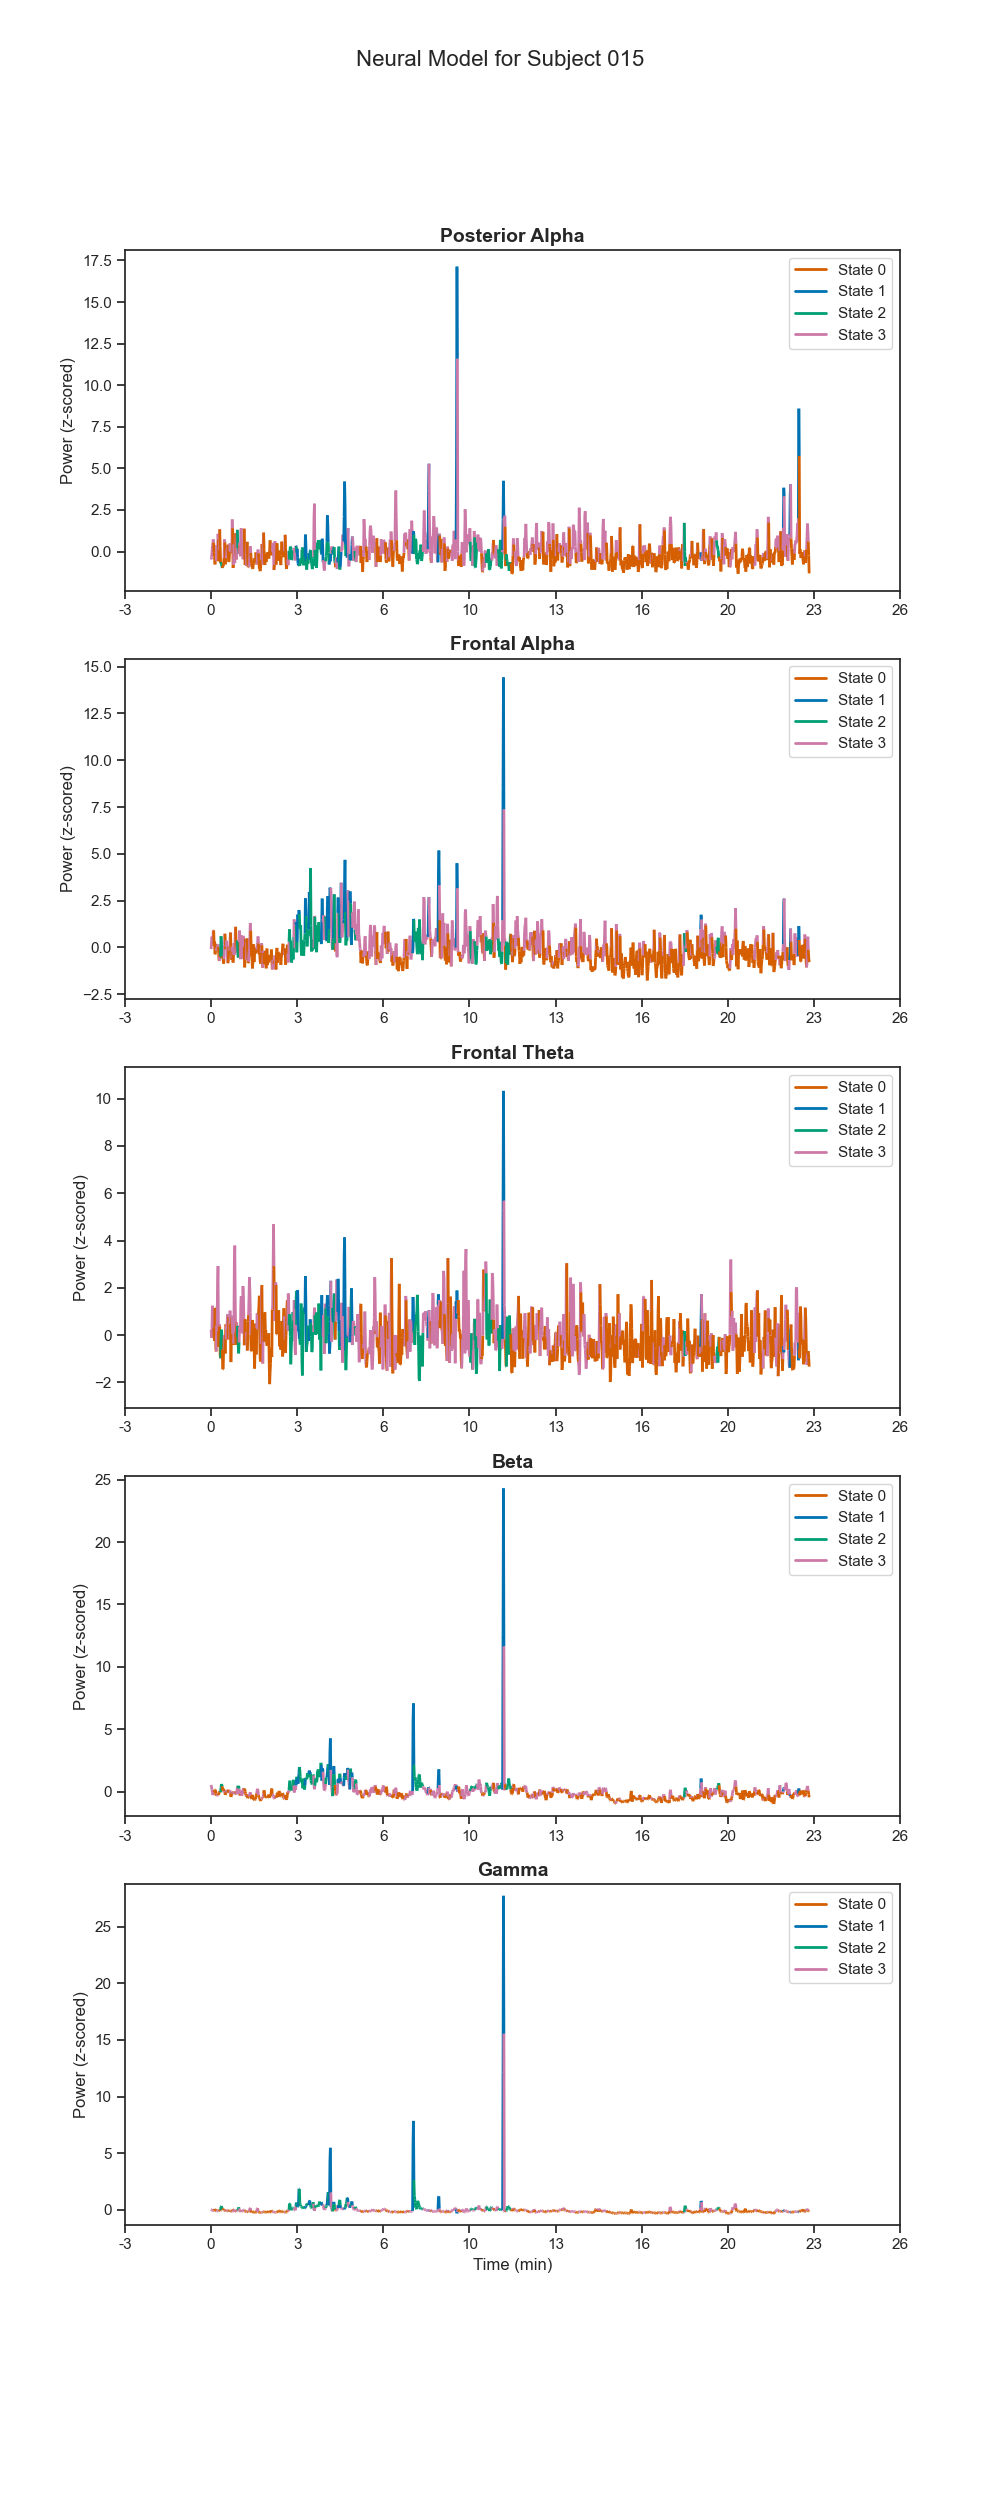 Neural Model for Subject 015
Posterior Alpha
Power (z-scored)
17.5
15.0
12.5
10.0
7.5
5.0
2.5
0.0
State 0
State 1
State 2
State 3
-3 0 3 6 10 13 16 20 23 26
Frontal Alpha
Power (z-scored)
15.0
12.5
10.0
7.5
5.0
2.5
0.0
−2.5
State 0
State 1
State 2
State 3
-3 0 3 6 10 13 16 20 23 26
Frontal Theta
Power (z-scored)
10
8
6
4
2
0
−2
State 0
State 1
State 2
State 3
-3 0 3 6 10 13 16 20 23 26
Beta
Power (z-scored)
25
20
15
10
5
0
State 0
State 1
State 2
State 3
-3 0 3 6 10 13 16 20 23 26
Gamma
Power (z-scored)
25
20
15
10
5
0
State 0
State 1
State 2
State 3
-3 0 3 6 10 13 16 20 23 26
Time (min)